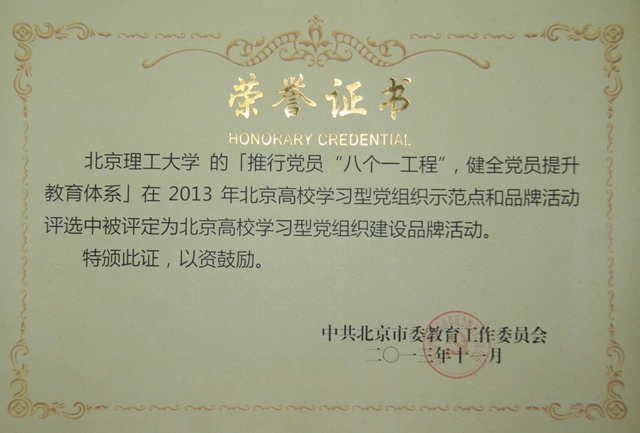 荣誉证书
HONORARY CREDENTIAL
北京理工大学 的「推行党员“八个一工程”，健全党员提升
教育体系」在 2013 年北京高校学习型党组织示范点和品牌活动
评选中被评定为北京高校学习型党组织建设品牌活动。
特颁此证，以资鼓励。
中共北京市委教育工作委员会
二〇一三年十一月